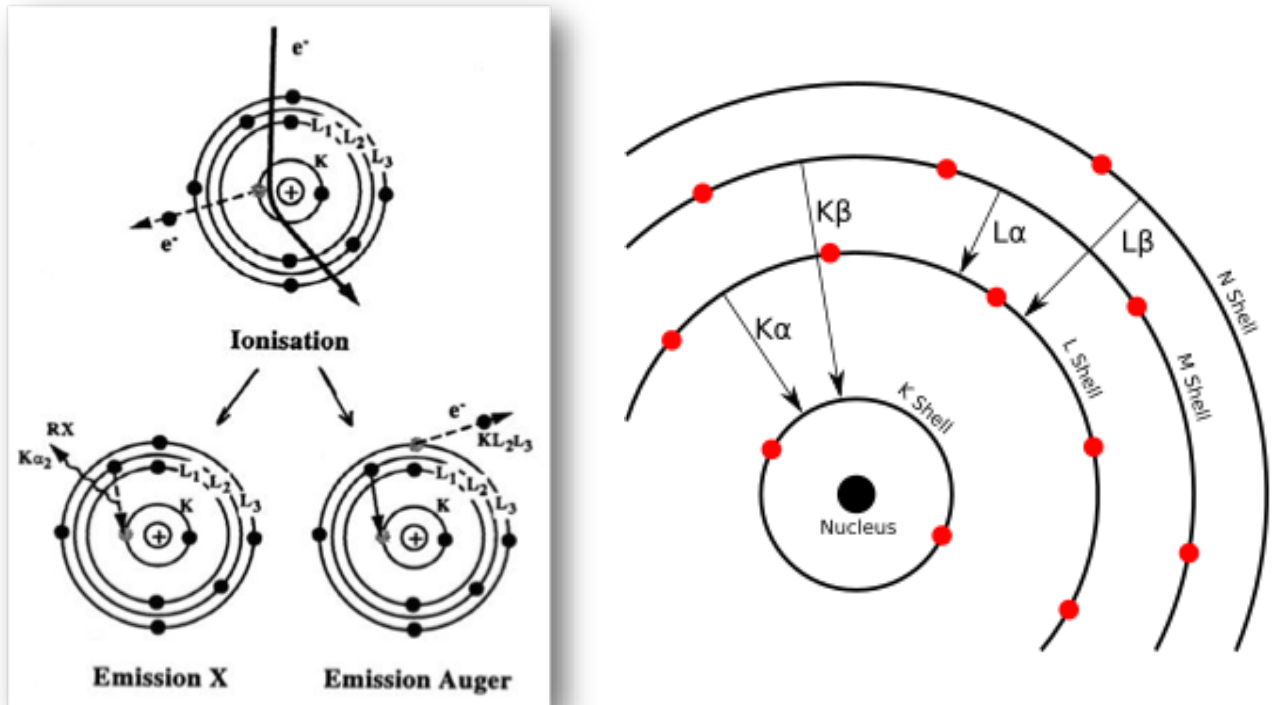 e-
L1
L2
L3
K
e-
Ionisation
RX
Kα2
L1
L2
L3
K
Emission X
e-
KL2L3
L1
L2
L3
K
Emission Auger
Kβ
Lα
Lβ
Kα
N Shell
M Shell
L Shell
K Shell
Nucleus